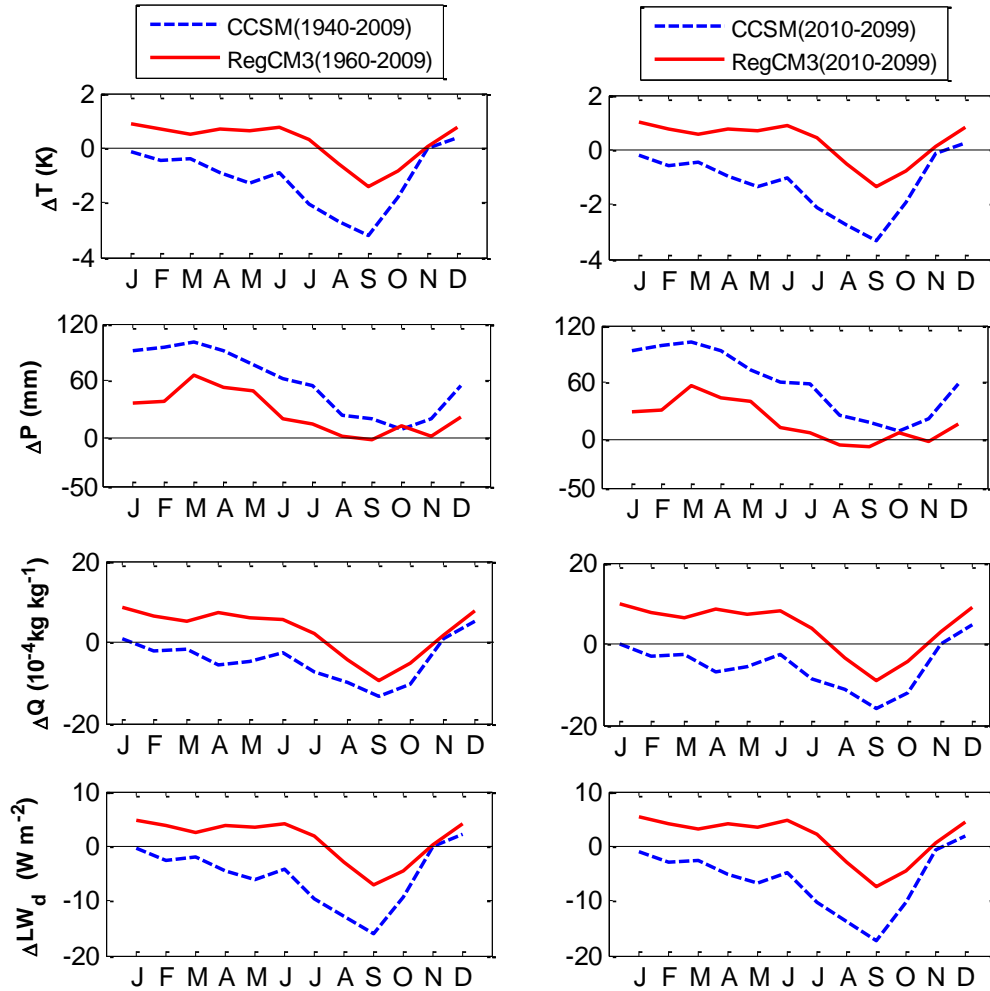 CCSM(1940-2009)
RegCM3(1960-2009)
CCSM(2010-2099)
RegCM3(2010-2099)
ΔT (K)
2
0
-2
-4
J F M A M J J A S O N D
2
0
-2
-4
J F M A M J J A S O N D
ΔP (mm)
120
60
0
-50
J F M A M J J A S O N D
120
60
0
-50
J F M A M J J A S O N D
ΔQ (10⁻⁴kg kg⁻¹)
20
0
-20
J F M A M J J A S O N D
20
0
-20
J F M A M J J A S O N D
ΔLW_d (W m⁻²)
10
0
-10
-20
J F M A M J J A S O N D
10
0
-10
-20
J F M A M J J A S O N D